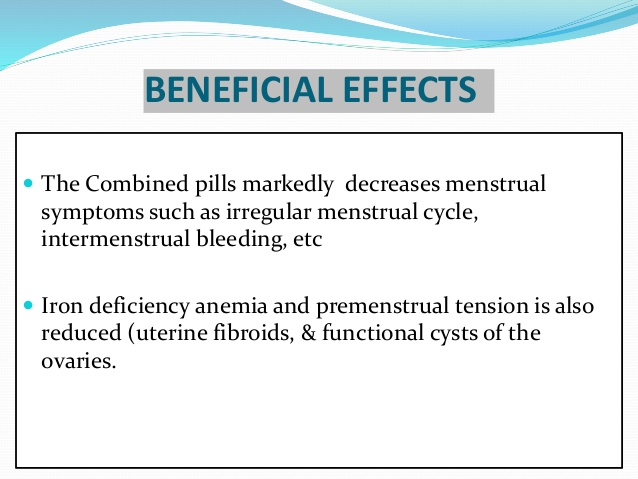 BENEFICIAL EFFECTS
• The Combined pills markedly  decreases menstrual
symptoms such as irregular menstrual cycle,
intermenstrual bleeding, etc
• Iron deficiency anemia and premenstrual tension is also
reduced (uterine fibroids, & functional cysts of the
ovaries.